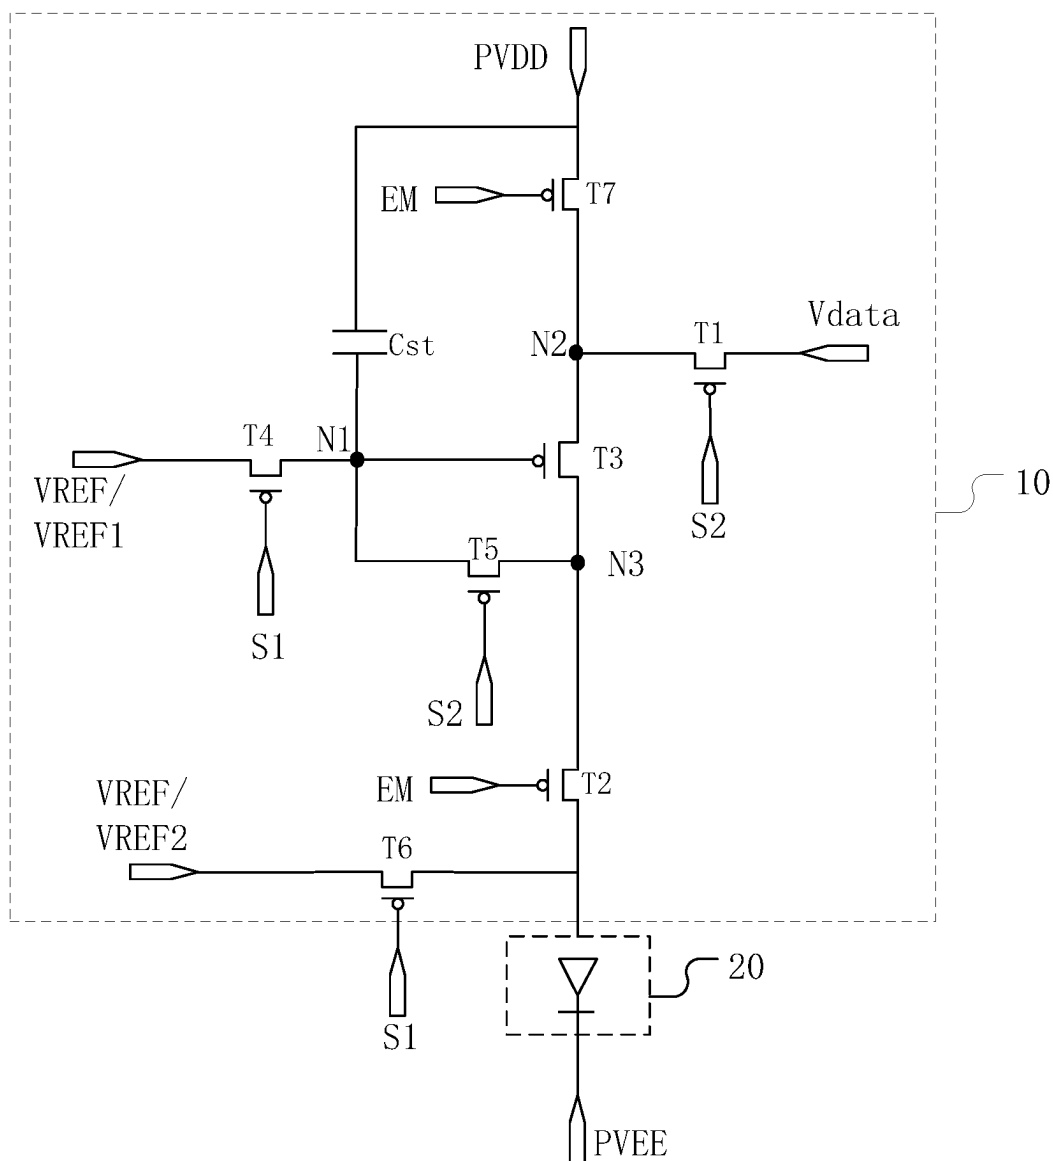 PVDD
EM
T7
Vdata
T1
N2
Cst
T4
N1
T3
VREF/
VREF1
S2
10
T5
N3
S1
S2
VREF/
VREF2
EM
T2
T6
20
S1
PVEE